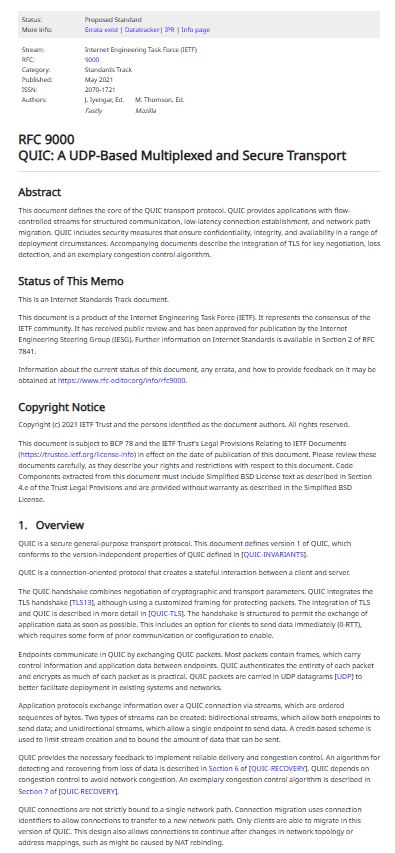 Status: Proposed Standard
More info: Errata exist | Datatracker| IPR | Info page
Stream: Internet Engineering Task Force (IETF)
RFC: 9000
Category: Standards Track
Published: May 2021
ISSN: 2070-1721
Authors: J. Iyengar, Ed. M. Thomson, Ed.
Fastly Mozilla
RFC 9000
QUIC: A UDP-Based Multiplexed and Secure Transport
Abstract
This document defines the core of the QUIC transport protocol. QUIC provides applications with flow-
controlled streams for structured communication, low-latency connection establishment, and network path
migration. QUIC includes security measures that ensure confidentiality, integrity, and availability in a range of
deployment circumstances. Accompanying documents describe the integration of TLS for key negotiation, loss
detection, and an exemplary congestion control algorithm.
Status of This Memo
This is an Internet Standards Track document.
This document is a product of the Internet Engineering Task Force (IETF). It represents the consensus of the
IETF community. It has received public review and has been approved for publication by the Internet
Engineering Steering Group (IESG). Further information on Internet Standards is available in Section 2 of RFC
7841.
Information about the current status of this document, any errata, and how to provide feedback on it may be
obtained at https://www.rfc-editor.org/info/rfc9000.
Copyright Notice
Copyright (c) 2021 IETF Trust and the persons identified as the document authors. All rights reserved.
This document is subject to BCP 78 and the IETF Trust's Legal Provisions Relating to IETF Documents
(https://trustee.ietf.org/license-info) in effect on the date of publication of this document. Please review these
documents carefully, as they describe your rights and restrictions with respect to this document. Code
Components extracted from this document must include Simplified BSD License text as described in Section
4.e of the Trust Legal Provisions and are provided without warranty as described in the Simplified BSD
License.
1. Overview
QUIC is a secure general-purpose transport protocol. This document defines version 1 of QUIC, which
conforms to the version-independent properties of QUIC defined in [QUIC-INVARIANTS].
QUIC is a connection-oriented protocol that creates a stateful interaction between a client and server.
The QUIC handshake combines negotiation of cryptographic and transport parameters. QUIC integrates the
TLS handshake [TLS13], although using a customized framing for protecting packets. The integration of TLS
and QUIC is described in more detail in [QUIC-TLS]. The handshake is structured to permit the exchange of
application data as soon as possible. This includes an option for clients to send data immediately (0-RTT),
which requires some form of prior communication or configuration to enable.
Endpoints communicate in QUIC by exchanging QUIC packets. Most packets contain frames, which carry
control information and application data between endpoints. QUIC authenticates the entirety of each packet
and encrypts as much of each packet as is practical. QUIC packets are carried in UDP datagrams [UDP] to
better facilitate deployment in existing systems and networks.
Application protocols exchange information over a QUIC connection via streams, which are ordered
sequences of bytes. Two types of streams can be created: bidirectional streams, which allow both endpoints to
send data; and unidirectional streams, which allow a single endpoint to send data. A credit-based scheme is
used to limit stream creation and to bound the amount of data that can be sent.
QUIC provides the necessary feedback to implement reliable delivery and congestion control. An algorithm for
detecting and recovering from loss of data is described in Section 6 of [QUIC-RECOVERY]. QUIC depends on
congestion control to avoid network congestion. An exemplary congestion control algorithm is described in
Section 7 of [QUIC-RECOVERY].
QUIC connections are not strictly bound to a single network path. Connection migration uses connection
identifiers to allow connections to transfer to a new network path. Only clients are able to migrate in this
version of QUIC. This design also allows connections to continue after changes in network topology or
address mappings, such as might be caused by NAT rebinding.